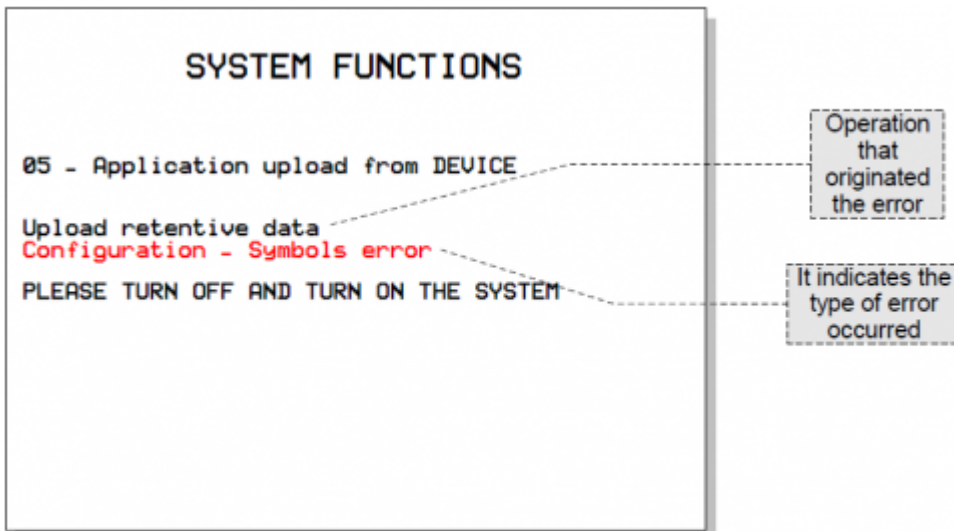 SYSTEM FUNCTIONS
05 - Application upload from DEVICE
Upload retentive data
Configuration - Symbols error
PLEASE TURN OFF AND TURN ON THE SYSTEM
Operation
that
originated
the error
It indicates the
type of error
occurred